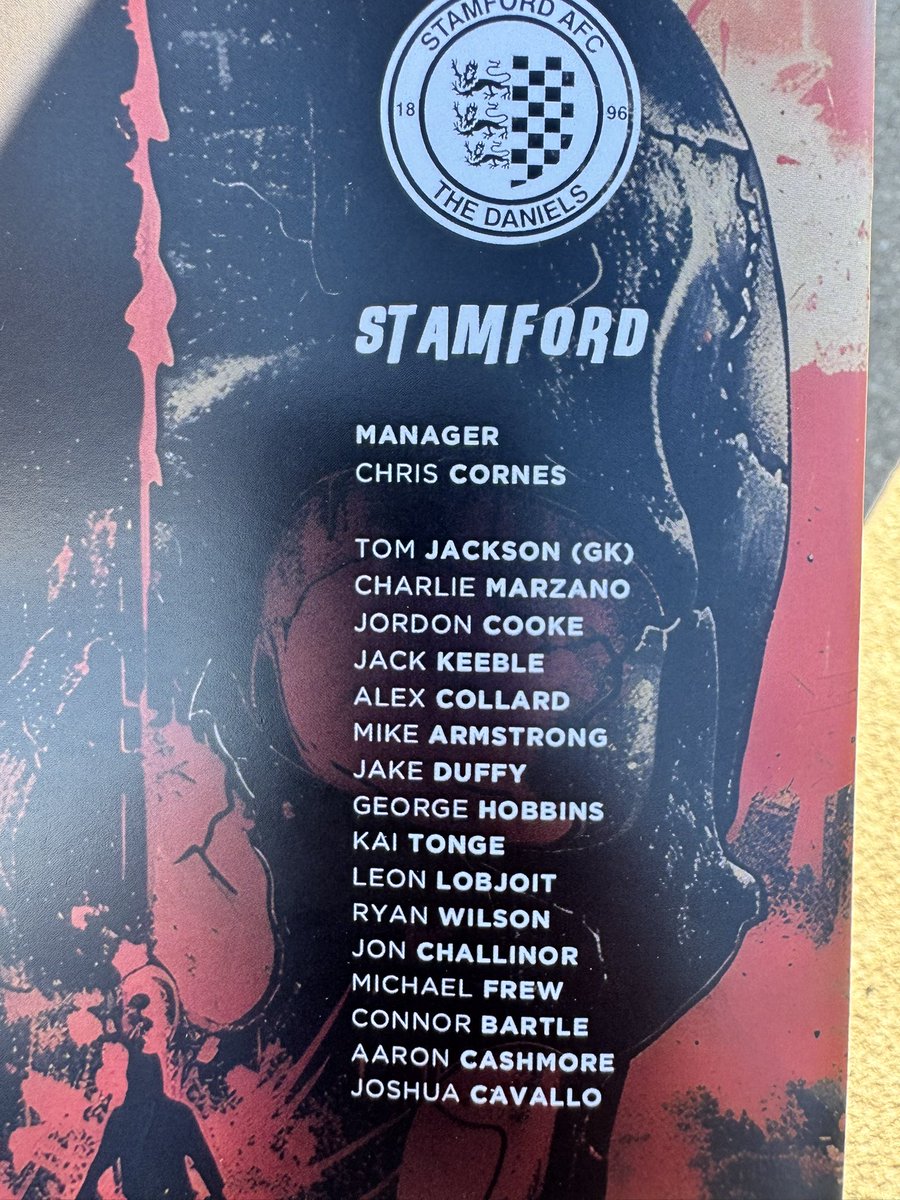 STAMFORD AFC
18 96
THE DANIELS
STAMFORD
MANAGER
CHRIS CORNES
TOM JACKSON (GK)
CHARLIE MARZANO
JORDON COOKE
JACK KEEBLE
ALEX COLLARD
MIKE ARMSTRONG
JAKE DUFFY
GEORGE HOBBINS
KAI TONGE
LEON LOBJOIT
RYAN WILSON
JON CHALLINOR
MICHAEL FREW
CONNOR BARTLE
AARON CASHMORE
JOSHUA CAVALLO